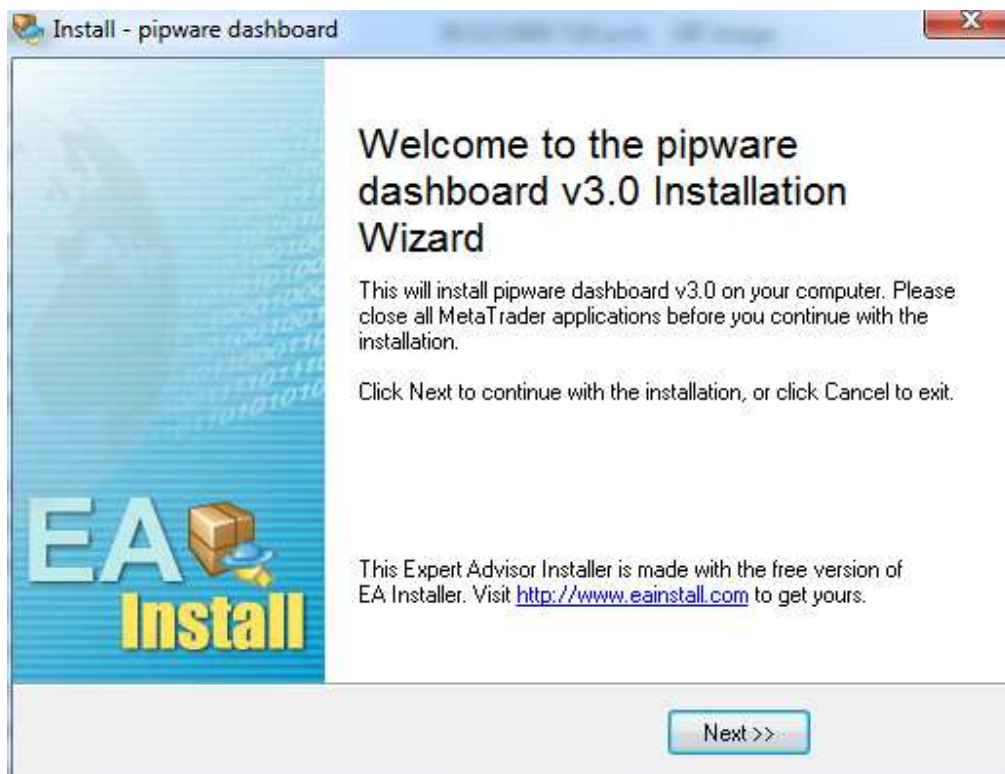 Install - pipware dashboard
Welcome to the pipware
dashboard v3.0 Installation
Wizard
This will install pipware dashboard v3.0 on your computer. Please
close all MetaTrader applications before you continue with the
installation.
Click Next to continue with the installation, or click Cancel to exit.
EA
Install
This Expert Advisor Installer is made with the free version of
EA Installer. Visit http://www.eainstall.com to get yours.
Next >>